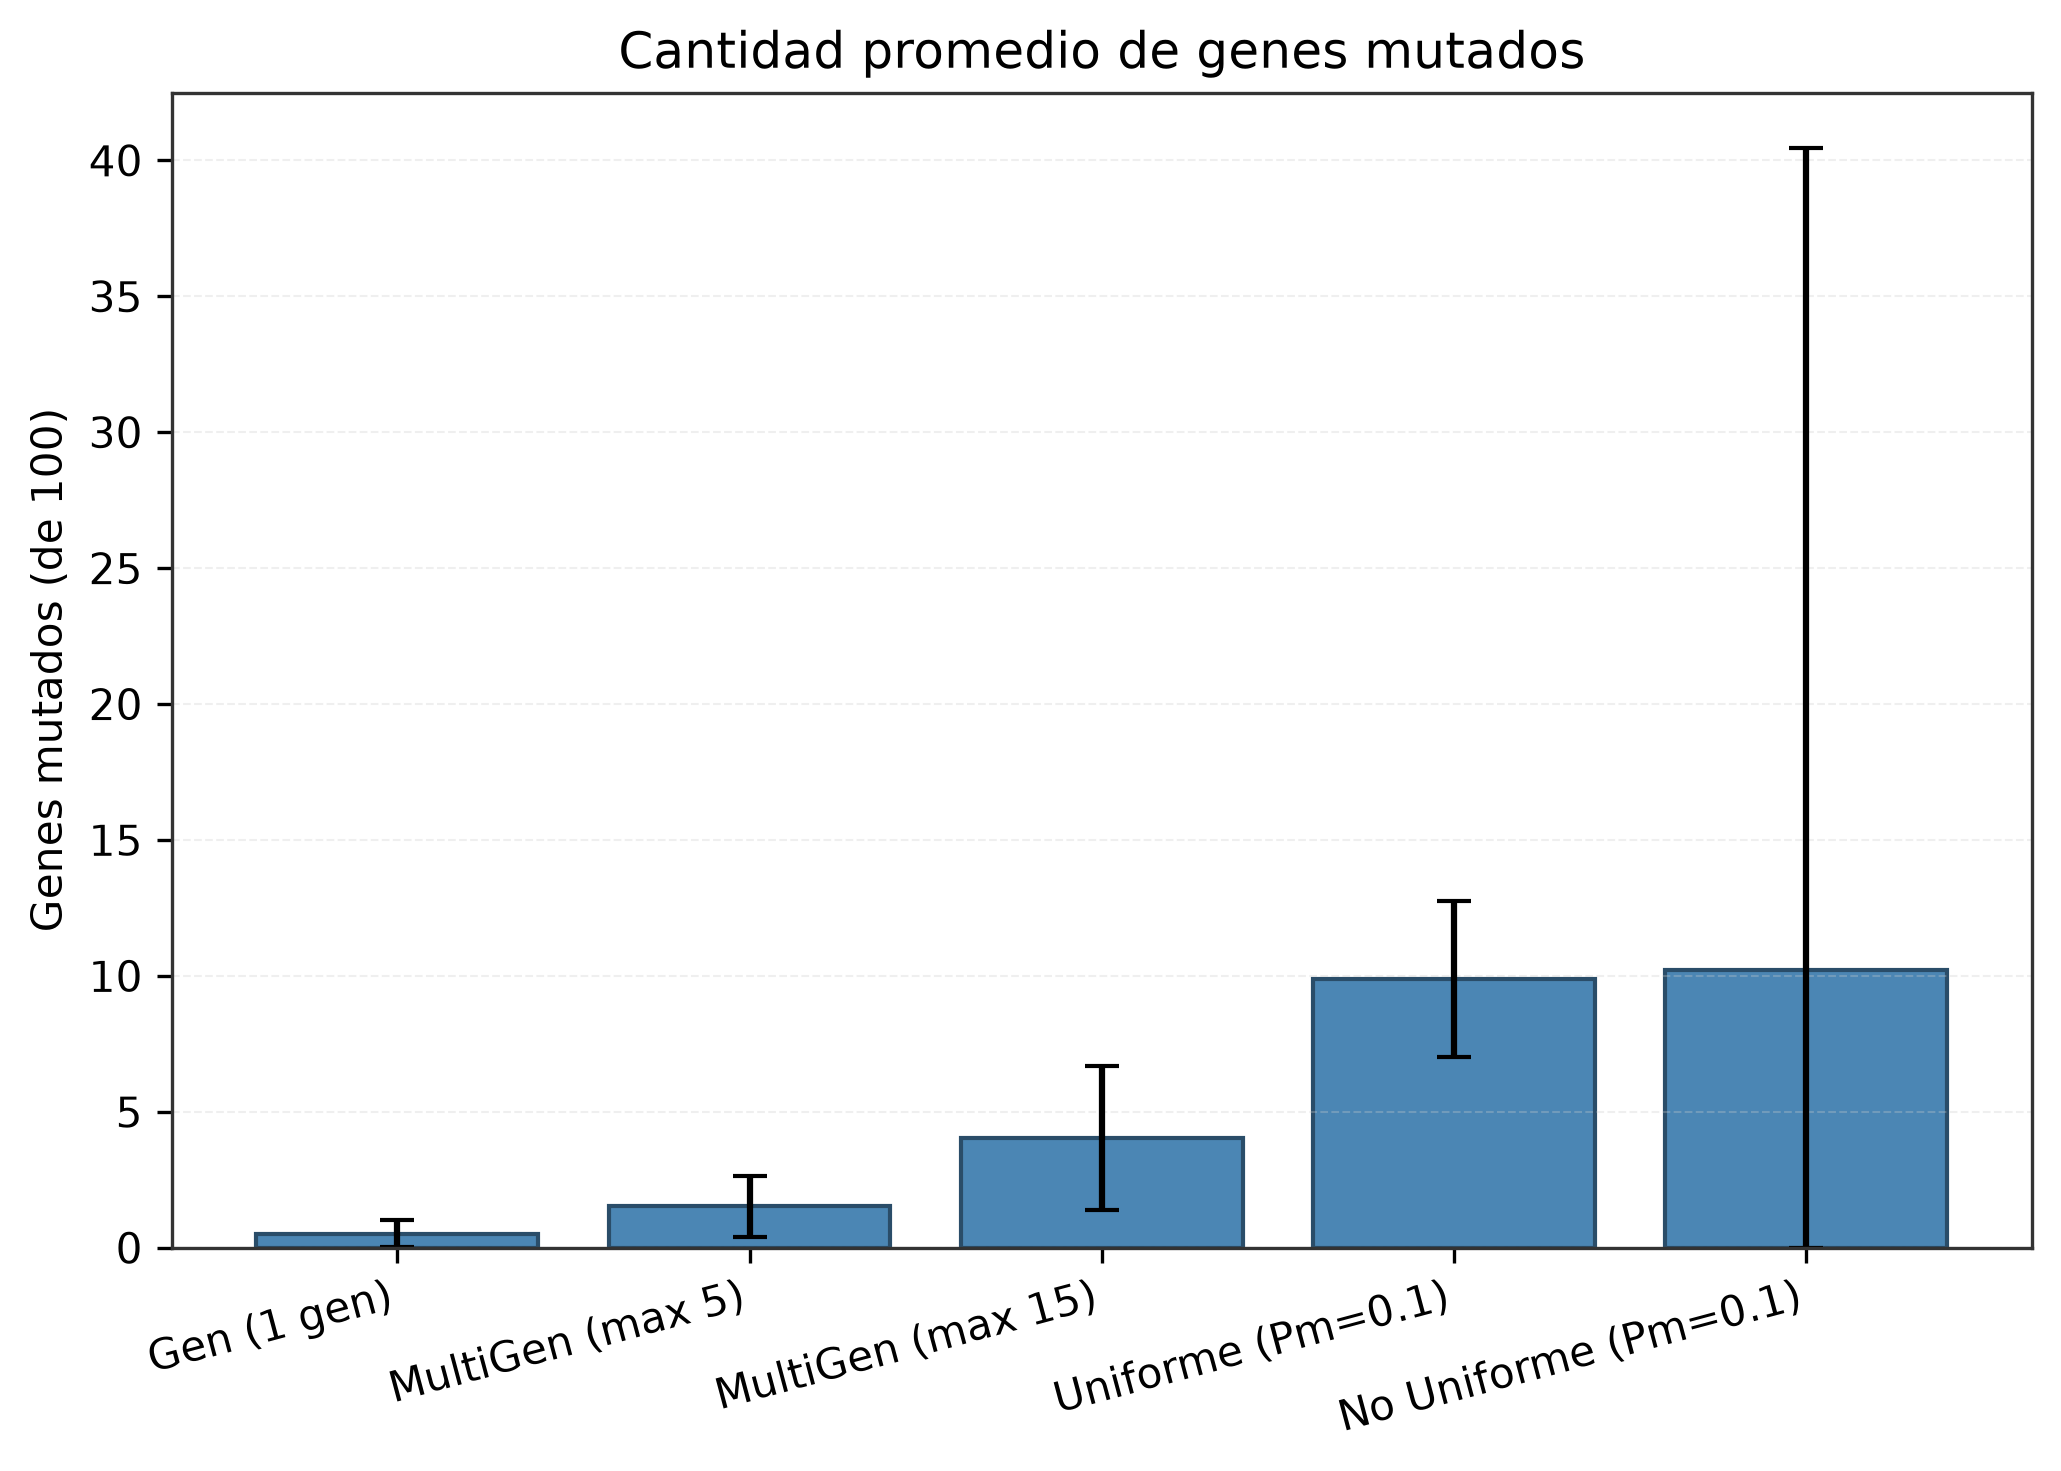 Cantidad promedio de genes mutados
Genes mutados (de 100)
40
35
30
25
20
15
10
5
0
Gen (1 gen)
MultiGen (max 5)
MultiGen (max 15)
Uniforme (Pm=0.1)
No Uniforme (Pm=0.1)